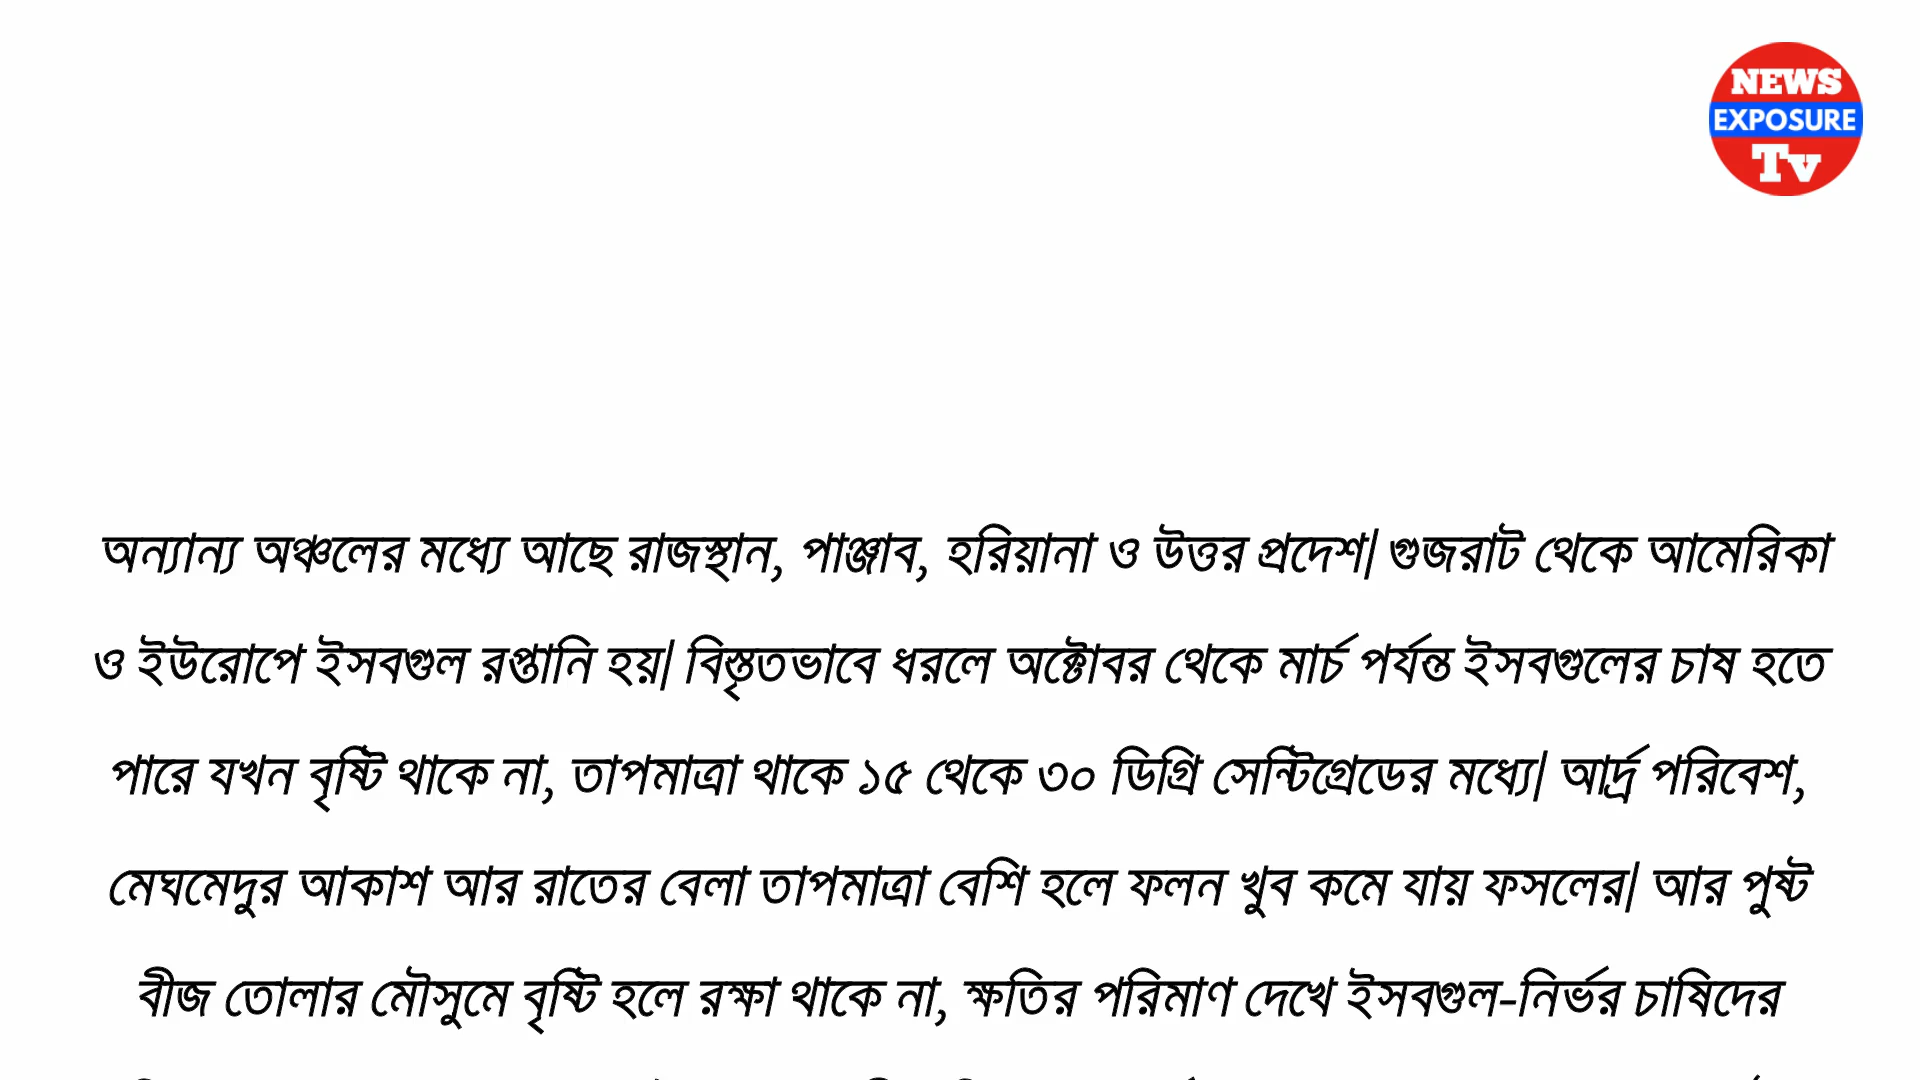 NEWS
EXPOSURE
Tv
অন্যান্য অঞ্চলের মধ্যে আছে রাজস্থান, পাঞ্জাব, হরিয়ানা ও উত্তর প্রদেশ| গুজরাট থেকে আমেরিকা
ও ইউরোপে ইসবগুল রপ্তানি হয়| বিস্তৃতভাবে ধরলে অক্টোবর থেকে মার্চ পর্যন্ত ইসবগুলের চাষ হতে
পারে যখন বৃষ্টি থাকে না, তাপমাত্রা থাকে ১৫ থেকে ৩০ ডিগ্রি সেন্টিগ্রেডের মধ্যে| আর্দ্র পরিবেশ,
মেঘমেদুর আকাশ আর রাতের বেলা তাপমাত্রা বেশি হলে ফলন খুব কমে যায় ফসলের| আর পুষ্ট
বীজ তোলার মৌসুমে বৃষ্টি হলে রক্ষা থাকে না, ক্ষতির পরিমাণ দেখে ইসবগুল-নির্ভর চাষিদের